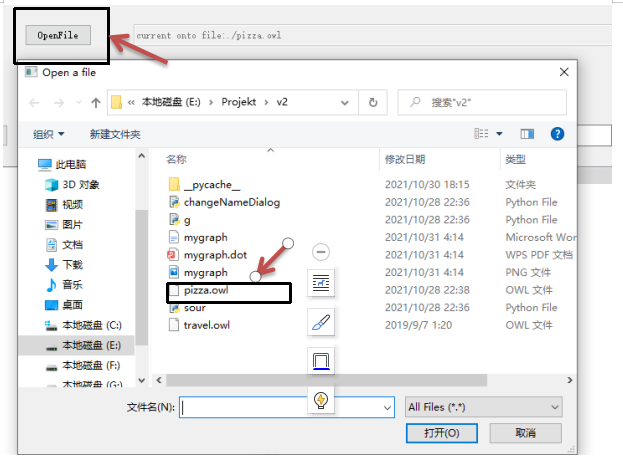 OpenFile
current onto file:./pizza.owl
Open a file
« 本地磁盘 (E:) › Projekt › v2
搜索"v2"
组织 新建文件夹
名称 修改日期 类型
此电脑
3D 对象
视频
图片
文档
下载
音乐
桌面
本地磁盘 (C:)
本地磁盘 (E:)
本地磁盘 (F:)
本地磁盘 (G:)
__pycache__ 2021/10/30 18:15 文件夹
changeNameDialog 2021/10/28 22:36 Python File
g 2021/10/28 22:36 Python File
mygraph 2021/10/31 4:14 Microsoft Wor
mygraph.dot 2021/10/31 4:14 WPS PDF 文档
mygraph 2021/10/31 4:14 PNG 文件
pizza.owl 2021/10/28 22:38 OWL 文件
sour 2021/10/28 22:36 Python File
travel.owl 2019/9/7 1:20 OWL 文件
文件名(N): All Files (*.*)
打开(O) 取消